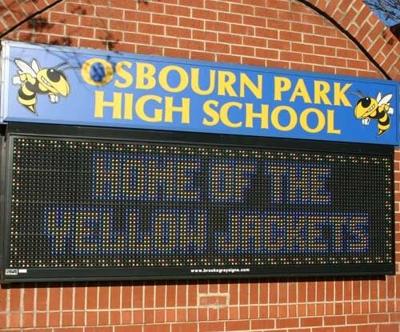 OSBOURN PARK
HIGH SCHOOL
HOME OF THE
YELLOW JACKETS
www.brookegraysigns.com